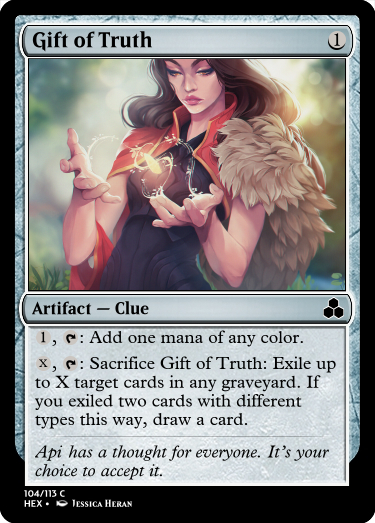 Gift of Truth 1
Artifact — Clue
1, : Add one mana of any color.
X, : Sacrifice Gift of Truth: Exile up
to X target cards in any graveyard. If
you exiled two cards with different
types this way, draw a card.
Api has a thought for everyone. It's your
choice to accept it.
104/113 C
HEX • Jessica Heran